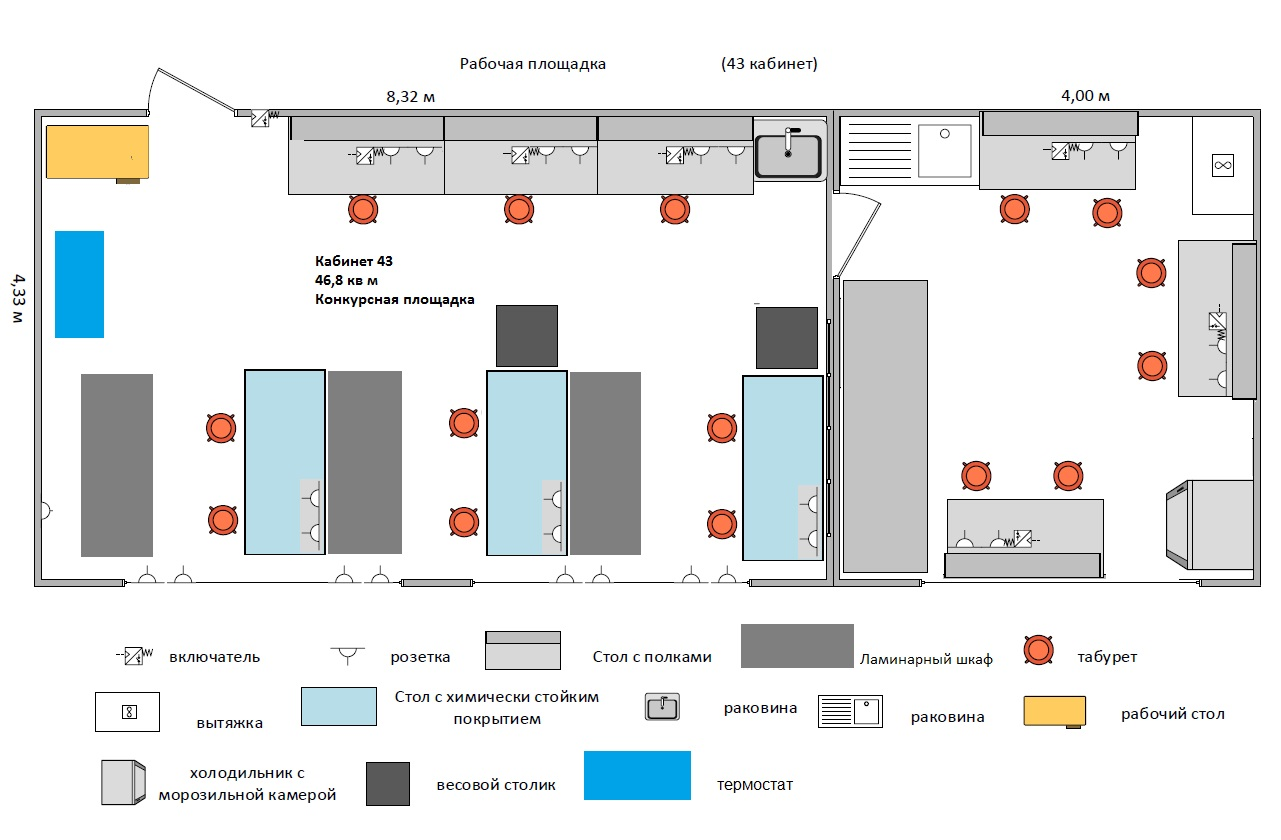 Рабочая площадка (43 кабинет)
8,32 м
4,00 м
4,33 м
Кабинет 43
46,8 кв м
Конкурсная площадка
включатель
розетка
Стол с полками
Ламинарный шкаф
табурет
вытяжка
Стол с химически стойким
покрытием
раковина
раковина
рабочий стол
холодильник с
морозильной камерой
весовой столик
термостат